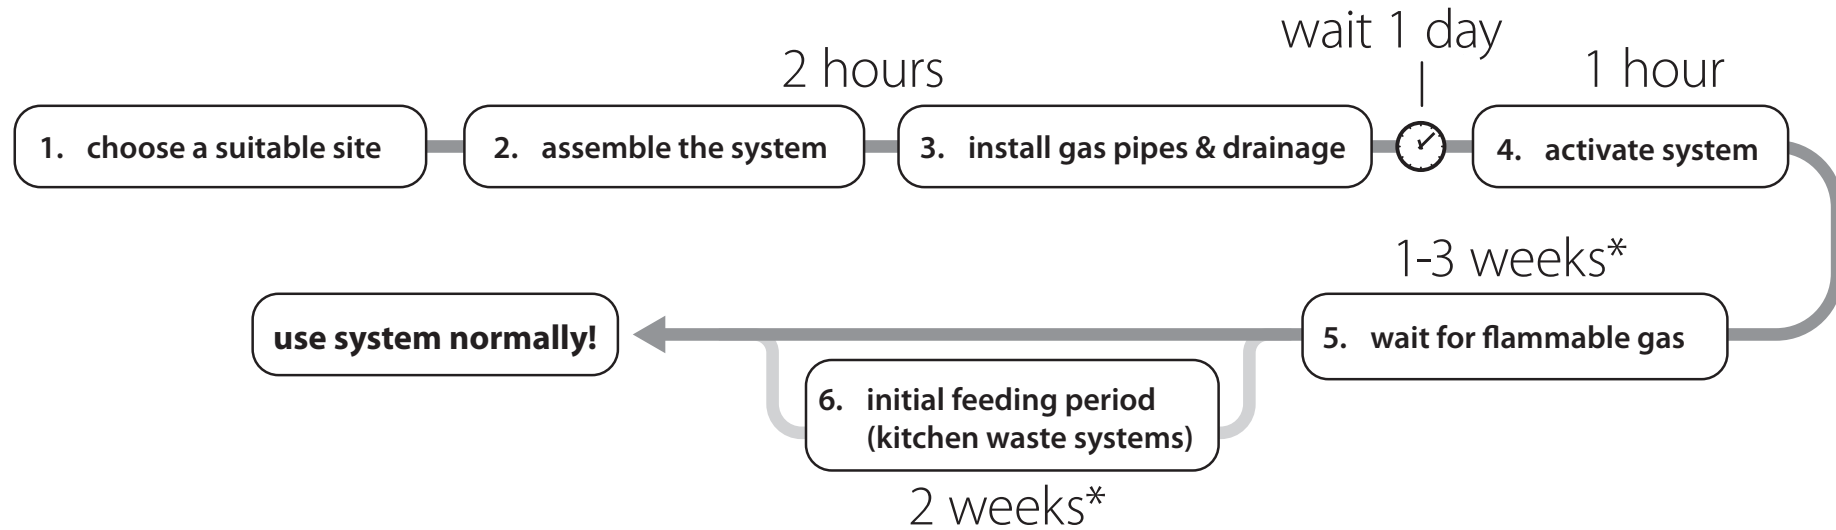 wait 1 day
2 hours
1 hour
1. choose a suitable site
2. assemble the system
3. install gas pipes & drainage
4. activate system
1-3 weeks*
5. wait for flammable gas
use system normally!
6. initial feeding period
(kitchen waste systems)
2 weeks*